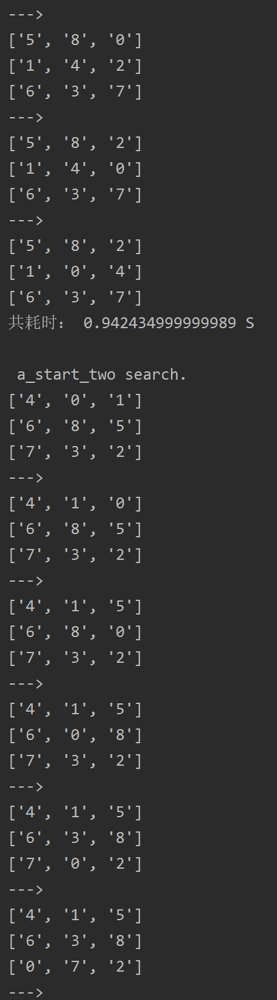 --->
['5', '8', '0']
['1', '4', '2']
['6', '3', '7']
--->
['5', '8', '2']
['1', '4', '0']
['6', '3', '7']
--->
['5', '8', '2']
['1', '0', '4']
['6', '3', '7']
共耗时： 0.942434999999989 S
a_start_two search.
['4', '0', '1']
['6', '8', '5']
['7', '3', '2']
--->
['4', '1', '0']
['6', '8', '5']
['7', '3', '2']
--->
['4', '1', '5']
['6', '8', '0']
['7', '3', '2']
--->
['4', '1', '5']
['6', '0', '8']
['7', '3', '2']
--->
['4', '1', '5']
['6', '3', '8']
['7', '0', '2']
--->
['4', '1', '5']
['6', '3', '8']
['0', '7', '2']
--->